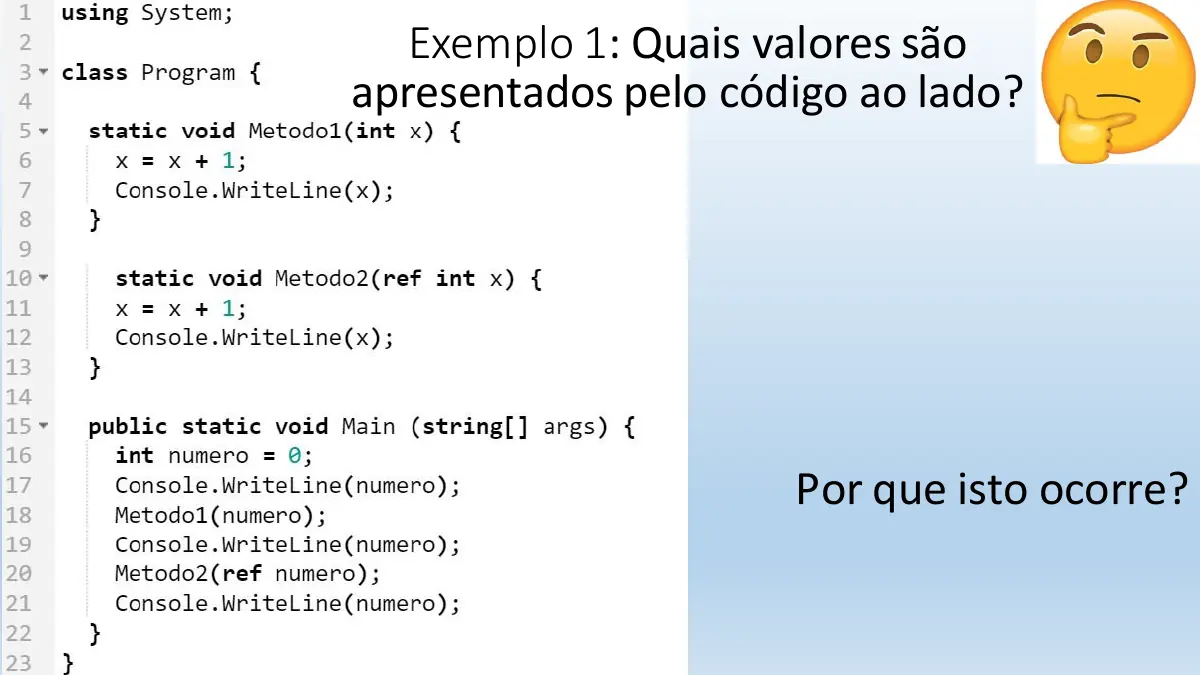 Exemplo 1: Quais valores são
apresentados pelo código ao lado?
1 using System;
2
3 class Program {
4
5 static void Metodo1(int x) {
6 x = x + 1;
7 Console.WriteLine(x);
8 }
9
10 static void Metodo2(ref int x) {
11 x = x + 1;
12 Console.WriteLine(x);
13 }
14
15 public static void Main (string[] args) {
16 int numero = 0;
17 Console.WriteLine(numero);
18 Metodo1(numero);
19 Console.WriteLine(numero);
20 Metodo2(ref numero);
21 Console.WriteLine(numero);
22 }
23 }
Por que isto ocorre?